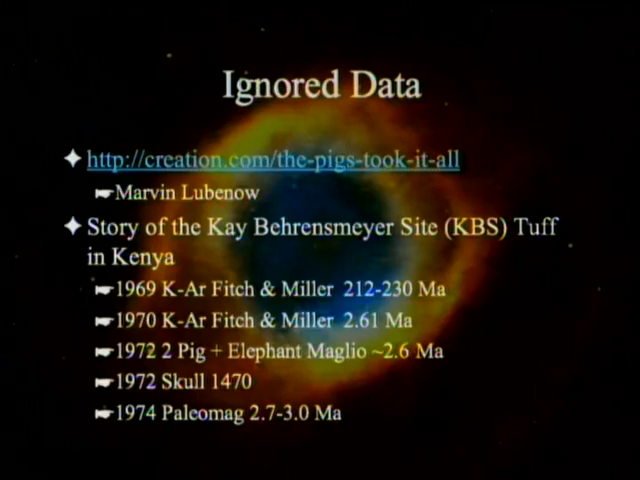 Ignored Data
http://creation.com/the-pigs-took-it-all
Marvin Lubenow
Story of the Kay Behrensmeyer Site (KBS) Tuff
in Kenya
1969 K-Ar Fitch & Miller 212-230 Ma
1970 K-Ar Fitch & Miller 2.61 Ma
1972 2 Pig + Elephant Maglio ~2.6 Ma
1972 Skull 1470
1974 Paleomag 2.7-3.0 Ma